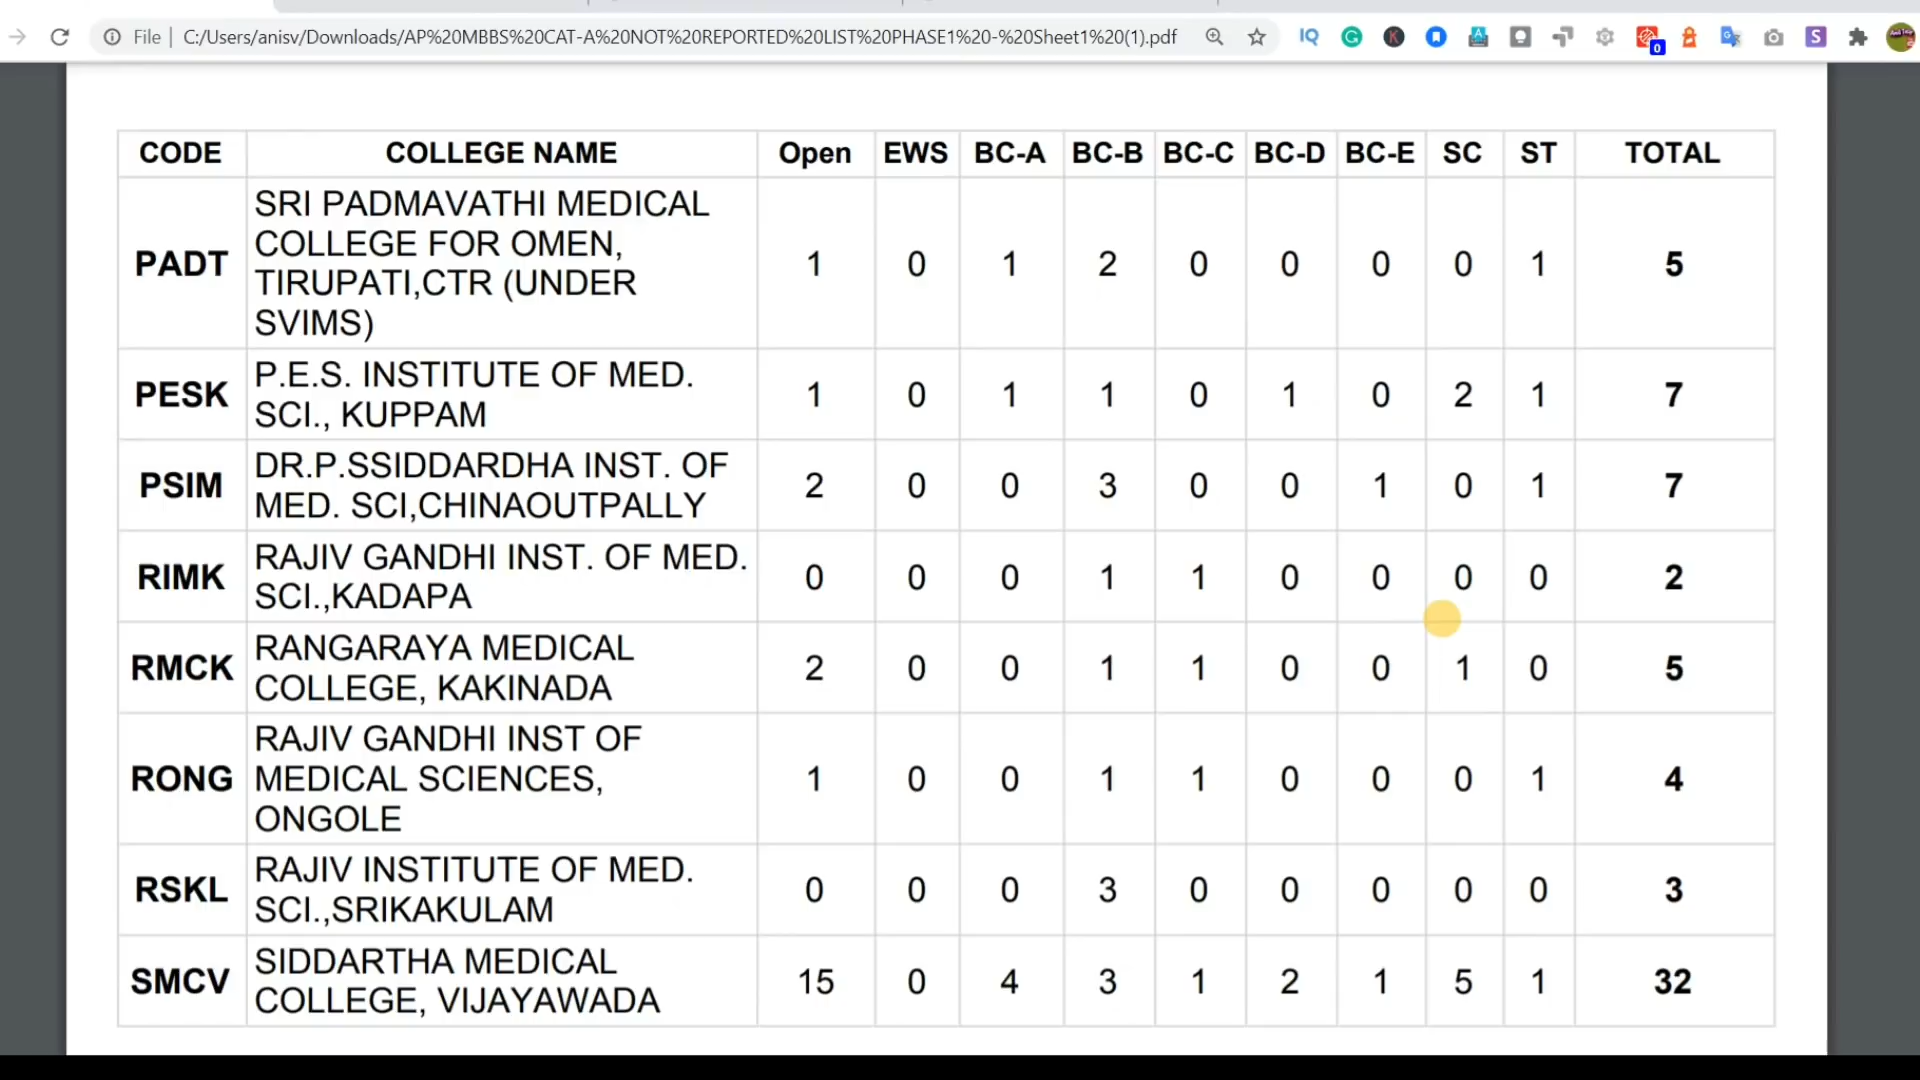 File | C:/Users/anisv/Downloads/AP%20MBBS%20CAT-A%20NOT%20REPORTED%20LIST%20PHASE1%20-%20Sheet1%20(1).pdf
CODE COLLEGE NAME Open EWS BC-A BC-B BC-C BC-D BC-E SC ST TOTAL
SRI PADMAVATHI MEDICAL
COLLEGE FOR OMEN,
PADT 1 0 1 2 0 0 0 0 1 5
TIRUPATI,CTR (UNDER
SVIMS)
P.E.S. INSTITUTE OF MED.
PESK 1 0 1 1 0 1 0 2 1 7
SCI., KUPPAM
DR.P.SSIDDARDHA INST. OF
PSIM 2 0 0 3 0 0 1 0 1 7
MED. SCI,CHINAOUTPALLY
RAJIV GANDHI INST. OF MED.
RIMK 0 0 0 1 1 0 0 0 0 2
SCI.,KADAPA
RANGARAYA MEDICAL
RMCK 2 0 0 1 1 0 0 1 0 5
COLLEGE, KAKINADA
RAJIV GANDHI INST OF
RONG MEDICAL SCIENCES, 1 0 0 1 1 0 0 0 1 4
ONGOLE
RAJIV INSTITUTE OF MED.
RSKL 0 0 0 3 0 0 0 0 0 3
SCI.,SRIKAKULAM
SIDDARTHA MEDICAL
SMCV 15 0 4 3 1 2 1 5 1 32
COLLEGE, VIJAYAWADA